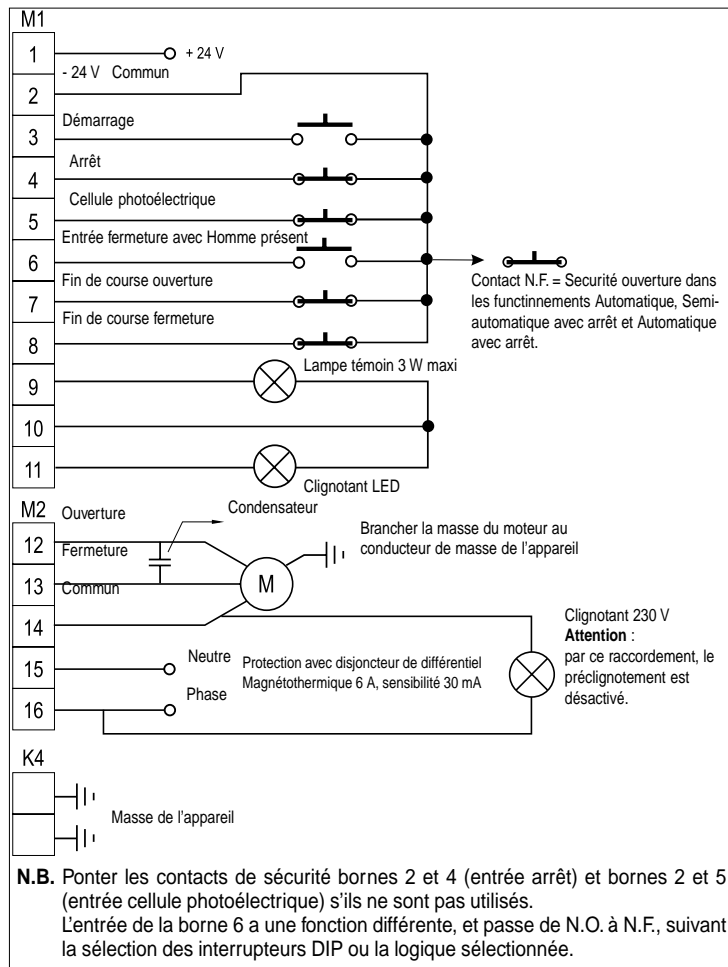 M1
1
+ 24 V
- 24 V Commun
2
Démarrage
3
Arrêt
4
Cellule photoélectrique
5
Entrée fermeture avec Homme présent
6
Contact N.F. = Securité ouverture dans
les functinnements Automatique, Semi-
automatique avec arrêt et Automatique
avec arrêt.
Fin de course ouverture
7
Fin de course fermeture
8
Lampe témoin 3 W maxi
9
10
11
Clignotant LED
M2
Ouverture
Condensateur
12
Brancher la masse du moteur au
conducteur de masse de l'appareil
Fermeture
13
Commun
M
14
Clignotant 230 V
Attention :
par ce raccordement, le
préclignotement est
désactivé.
15
Neutre
Protection avec disjoncteur de différentiel
Magnétothermique 6 A, sensibilité 30 mA
Phase
16
K4
Masse de l'appareil
N.B. Ponter les contacts de sécurité bornes 2 et 4 (entrée arrêt) et bornes 2 et 5
(entrée cellule photoélectrique) s'ils ne sont pas utilisés.
L'entrée de la borne 6 a une fonction différente, et passe de N.O. à N.F., suivant
la sélection des interrupteurs DIP ou la logique sélectionnée.